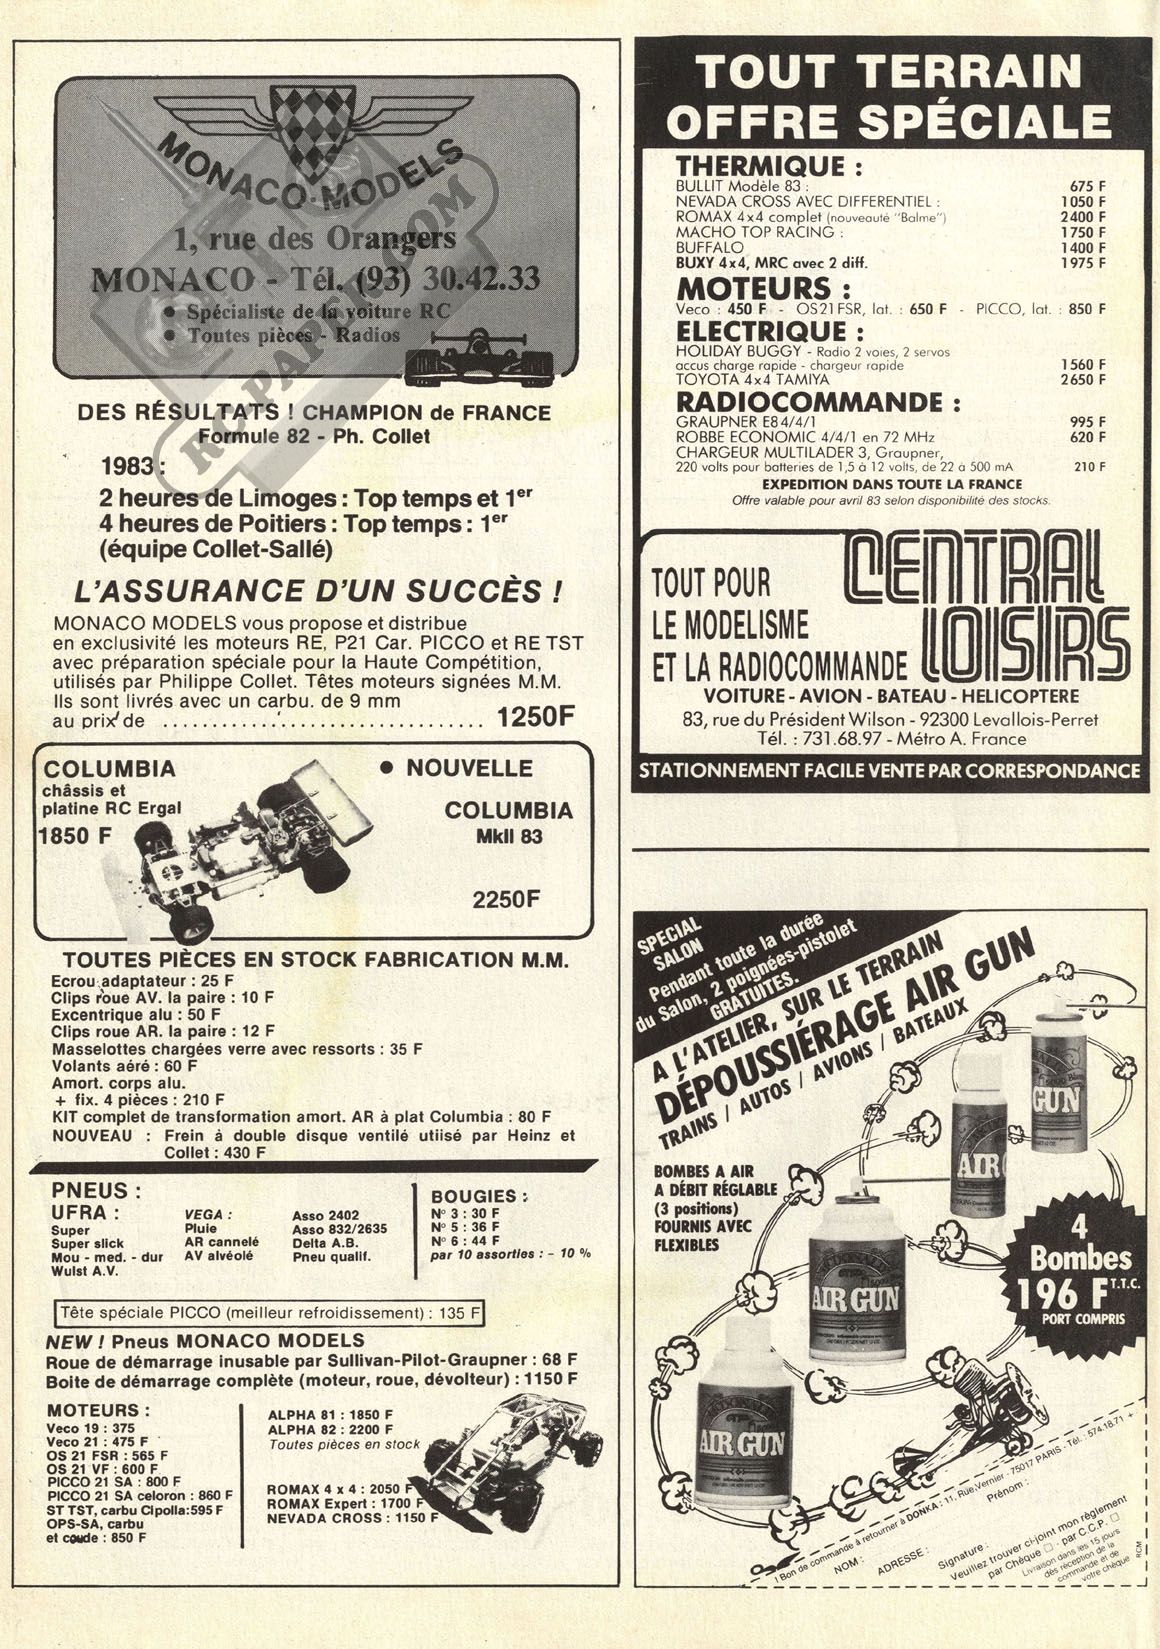 MONACO-MODELS
1, rue des Orangers
MONACO - Tél. (93) 30.42.33
• Spécialiste de la voiture RC
• Toutes pièces - Radios
RC-PAPER.COM
DES RÉSULTATS ! CHAMPION de FRANCE
Formule 82 - Ph. Collet
1983 :
2 heures de Limoges : Top temps et 1er
4 heures de Poitiers : Top temps : 1er
(équipe Collet-Sallé)
L'ASSURANCE D'UN SUCCÈS !
MONACO MODELS vous propose et distribue
en exclusivité les moteurs RE, P21 Car. PICCO et RE TST
avec préparation spéciale pour la Haute Compétition,
utilisés par Philippe Collet. Têtes moteurs signées M.M.
Ils sont livrés avec un carbu. de 9 mm
au prix de .................................. 1250F
COLUMBIA
châssis et
platine RC Ergal
1850 F
• NOUVELLE
COLUMBIA
MkII 83
2250F
TOUTES PIÈCES EN STOCK FABRICATION M.M.
Ecrou adaptateur : 25 F
Clips roue AV. la paire : 10 F
Excentrique alu : 50 F
Clips roue AR. la paire : 12 F
Masselottes chargées verre avec ressorts : 35 F
Volants aéré : 60 F
Amort. corps alu.
+ fix. 4 pièces : 210 F
KIT complet de transformation amort. AR à plat Columbia : 80 F
NOUVEAU : Frein à double disque ventilé utiisé par Heinz et
Collet : 430 F
PNEUS :
UFRA :
Super
Super slick
Mou - med. - dur
Wulst A.V.
VEGA :
Pluie
AR cannelé
AV alvéolé
Asso 2402
Asso 832/2635
Delta A.B.
Pneu qualif.
BOUGIES :
N° 3 : 30 F
N° 5 : 36 F
N° 6 : 44 F
par 10 assorties : - 10 %
Tête spéciale PICCO (meilleur refroidissement) : 135 F
NEW ! Pneus MONACO MODELS
Roue de démarrage inusable par Sullivan-Pilot-Graupner : 68 F
Boite de démarrage complète (moteur, roue, dévolteur) : 1150 F
MOTEURS :
Veco 19 : 375
Veco 21 : 475 F
OS 21 FSR : 565 F
OS 21 VF : 600 F
PICCO 21 SA : 800 F
PICCO 21 SA celoron : 860 F
ST TST, carbu Cipolla:595 F
OPS-SA, carbu
et coude : 850 F
ALPHA 81 : 1850 F
ALPHA 82 : 2200 F
Toutes pièces en stock
ROMAX 4 x 4 : 2050 F
ROMAX Expert : 1700 F
NEVADA CROSS : 1150 F
TOUT TERRAIN
OFFRE SPÉCIALE
THERMIQUE :
BULLIT Modèle 83 : 675 F
NEVADA CROSS AVEC DIFFERENTIEL : 1050 F
ROMAX 4x4 complet (nouveauté "Balme") 2400 F
MACHO TOP RACING : 1750 F
BUFFALO 1400 F
BUXY 4x4, MRC avec 2 diff. 1975 F
MOTEURS :
Veco : 450 F - OS21 FSR, lat. : 650 F - PICCO, lat. : 850 F
ELECTRIQUE :
HOLIDAY BUGGY - Radio 2 voies, 2 servos
accus charge rapide - chargeur rapide 1560 F
TOYOTA 4x4 TAMIYA 2650 F
RADIOCOMMANDE :
GRAUPNER E8 4/4/1 995 F
ROBBE ECONOMIC 4/4/1 en 72 MHz 620 F
CHARGEUR MULTILADER 3, Graupner,
220 volts pour batteries de 1,5 à 12 volts, de 22 à 500 mA 210 F
EXPEDITION DANS TOUTE LA FRANCE
Offre valable pour avril 83 selon disponibilité des stocks.
TOUT POUR
LE MODELISME
ET LA RADIOCOMMANDE
CENTRAL
LOISIRS
VOITURE - AVION - BATEAU - HELICOPTERE
83, rue du Président Wilson - 92300 Levallois-Perret
Tél. : 731.68.97 - Métro A. France
STATIONNEMENT FACILE VENTE PAR CORRESPONDANCE
SPECIAL
SALON
Pendant toute la durée
du Salon, 2 poignées-pistolet
GRATUITES.
A L'ATELIER, SUR LE TERRAIN
DÉPOUSSIÉRAGE AIR GUN
TRAINS / AUTOS / AVIONS / BATEAUX
BOMBES A AIR
A DÉBIT RÉGLABLE
(3 positions)
FOURNIS AVEC
FLEXIBLES
GUN
AIR G
AIR GUN
AIR GUN
4
Bombes
196 F T.T.C.
PORT COMPRIS
Bon de commande à retourner à DONKA : 11, Rue Vernier - 75017 PARIS - Tél. : 574.18.71 +
NOM :
Prénom :
ADRESSE :
Signature :
Veuillez trouver ci-joint mon règlement
par Chèque □ - par C.C.P. □
Livraison dans les 15 jours
dès réception de la
commande et de
votre chèque
RCM